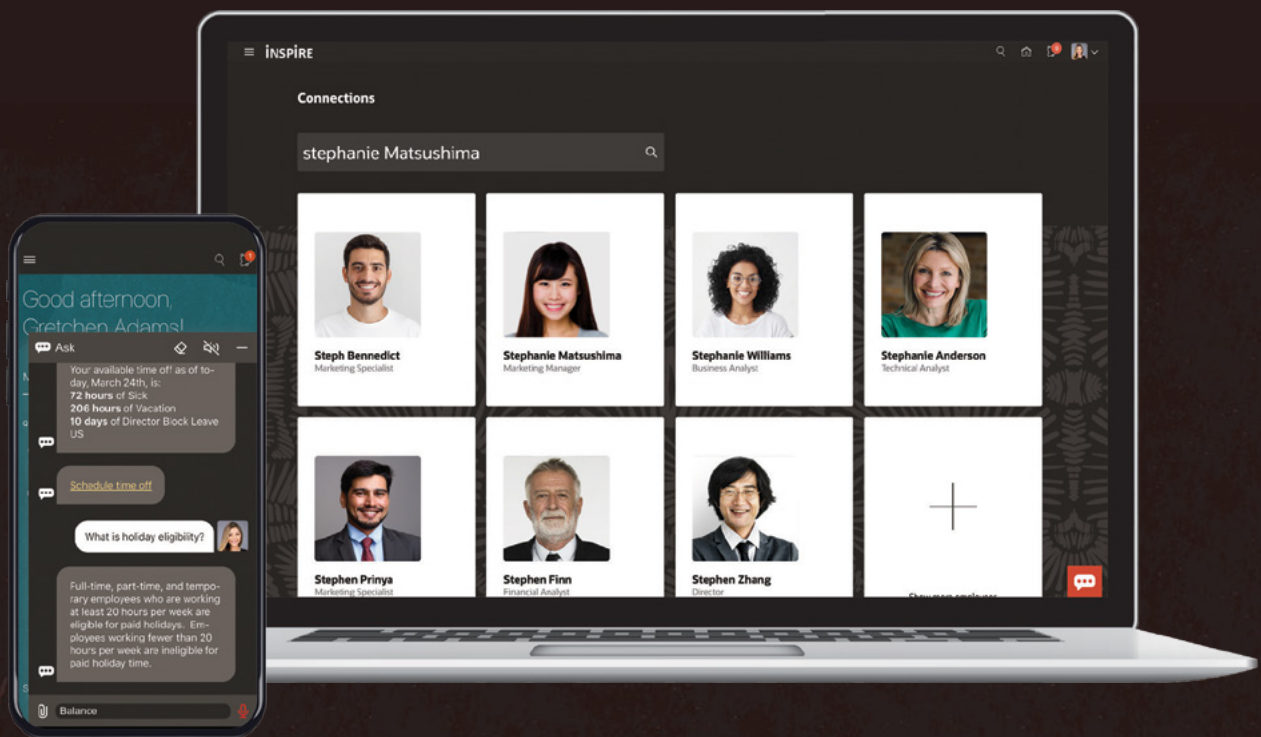 iNSPiRE
Connections
stephanie Matsushima
Steph Bennedict
Marketing Specialist
Stephanie Matsushima
Marketing Manager
Stephanie Williams
Business Analyst
Stephanie Anderson
Technical Analyst
Stephen Prinya
Marketing Specialist
Stephen Finn
Financial Analyst
Stephen Zhang
Director
Show more employees
Good afternoon,
Gretchen Adams!
Ask
Your available time off as of to-
day, March 24th, is:
72 hours of Sick
206 hours of Vacation
10 days of Director Block Leave
US
Schedule time off
What is holiday eligibility?
Full-time, part-time, and tempo-
rary employees who are working
at least 20 hours per week are
eligible for paid holidays. Em-
ployees working fewer than 20
hours per week are ineligible for
paid holiday time.
Balance